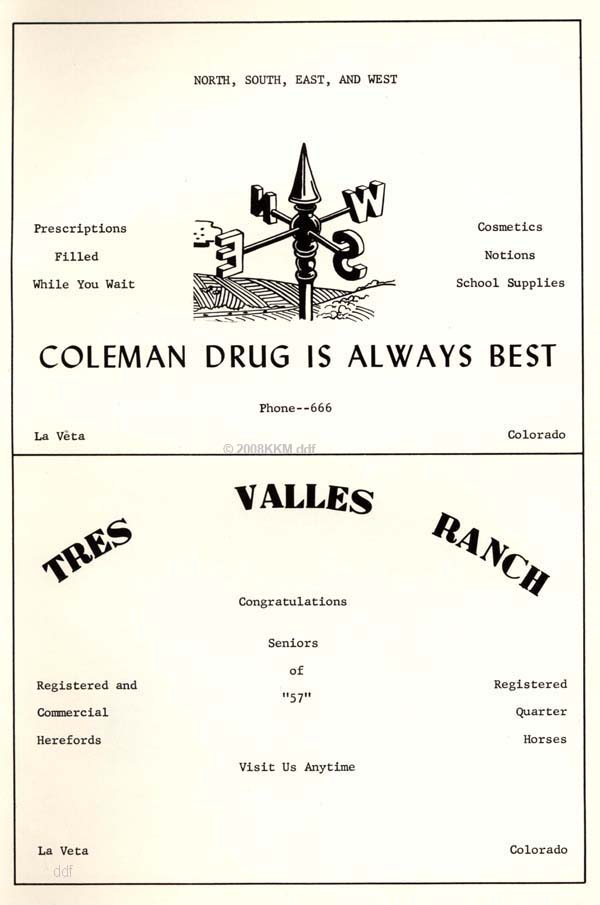 NORTH, SOUTH, EAST, AND WEST
N W
E S
Prescriptions
Filled
While You Wait
Cosmetics
Notions
School Supplies
COLEMAN DRUG IS ALWAYS BEST
Phone--666
La Veta
Colorado
© 2008KKM ddf
TRES VALLES RANCH
Congratulations
Seniors
of
"57"
Registered and
Commercial
Herefords
Registered
Quarter
Horses
Visit Us Anytime
La Veta
Colorado
ddf